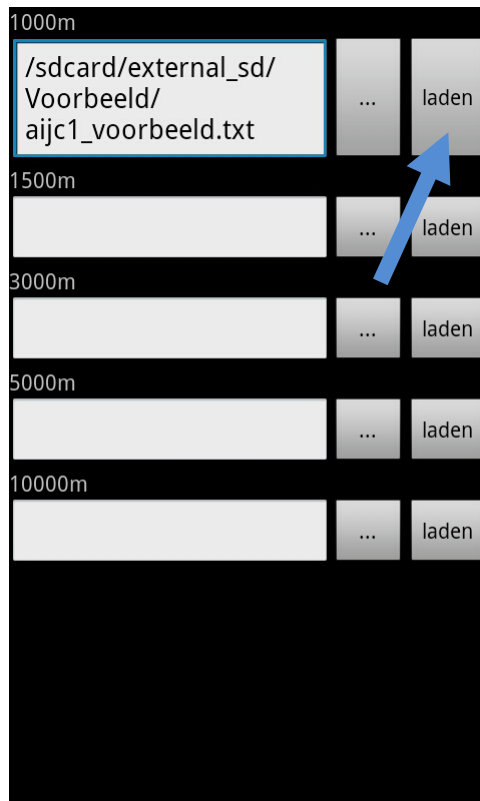 1000m
/sdcard/external_sd/
Voorbeeld/
aijc1_voorbeeld.txt
... laden
1500m
... laden
3000m
... laden
5000m
... laden
10000m
... laden